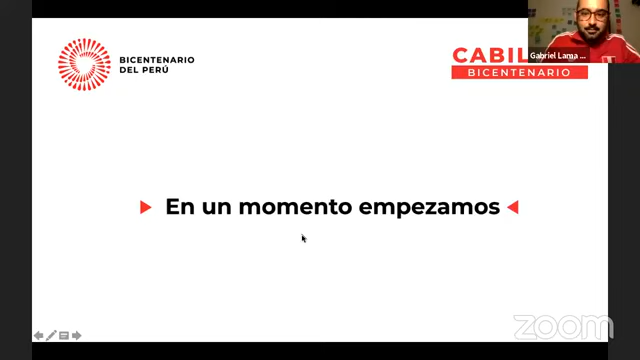 BICENTENARIO
DEL PERÚ
CABIL
BICENTENARIO
Gabriel Lama ...
En un momento empezamos
zoom